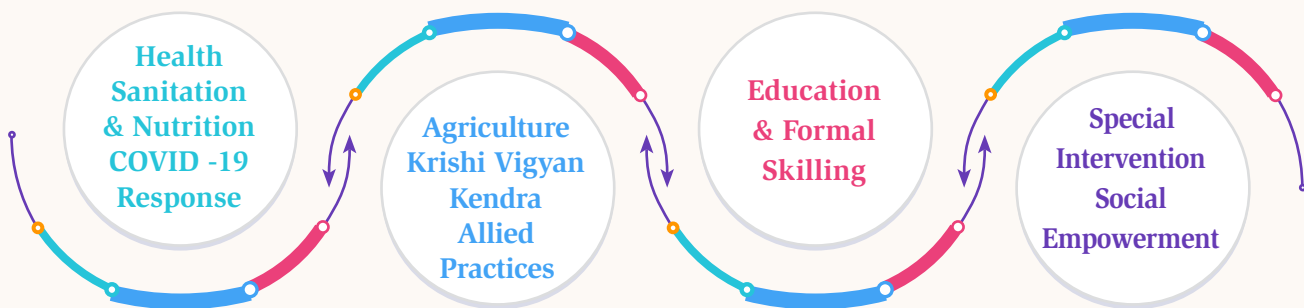 Health
Sanitation
& Nutrition
COVID -19
Response
Agriculture
Krishi Vigyan
Kendra
Allied
Practices
Education
& Formal
Skilling
Special
Intervention
Social
Empowerment